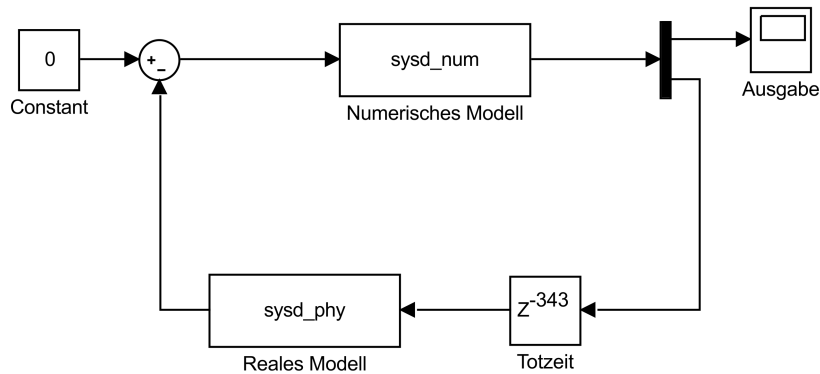 0
Constant
+
−
sysd_num
Numerisches Modell
Ausgabe
sysd_phy
Reales Modell
Z-343
Totzeit